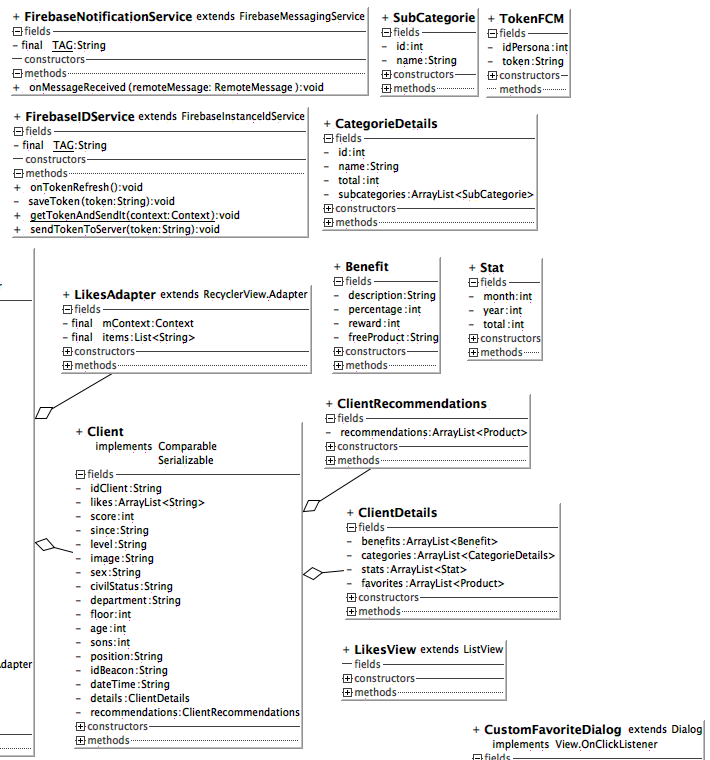 + FirebaseNotificationService extends FirebaseMessagingService
fields
- final TAG:String
constructors
methods
+ onMessageReceived (remoteMessage: RemoteMessage ):void
+ SubCategorie
fields
- id:int
- name:String
constructors
methods
+ TokenFCM
fields
- idPersona:int
- token:String
constructors
methods
+ FirebaseIDService extends FirebaseInstanceIdService
fields
- final TAG:String
constructors
methods
+ onTokenRefresh():void
- saveToken(token:String):void
+ getTokenAndSendIt(context:Context):void
+ sendTokenToServer(token:String):void
+ CategorieDetails
fields
- id:int
- name:String
- total:int
- subcategories:ArrayList<SubCategorie>
constructors
methods
+ LikesAdapter extends RecyclerView.Adapter
fields
- final mContext:Context
- final items:List<String>
constructors
methods
+ Benefit
fields
- description:String
- percentage:int
- reward:int
- freeProduct:String
constructors
methods
+ Stat
fields
- month:int
- year:int
- total:int
constructors
methods
+ Client
implements Comparable
Serializable
fields
- idClient:String
- likes:ArrayList<String>
- score:int
- since:String
- level:String
- image:String
- sex:String
- civilStatus:String
- department:String
- floor:int
- age:int
- sons:int
- position:String
- idBeacon:String
- dateTime:String
- details:ClientDetails
- recommendations:ClientRecommendations
constructors
methods
+ ClientRecommendations
fields
- recommendations:ArrayList<Product>
constructors
methods
+ ClientDetails
fields
- benefits:ArrayList<Benefit>
- categories:ArrayList<CategorieDetails>
- stats:ArrayList<Stat>
- favorites:ArrayList<Product>
constructors
methods
+ LikesView extends ListView
fields
constructors
methods
dapter
+ CustomFavoriteDialog extends Dialog
implements View.OnClickListener
fields